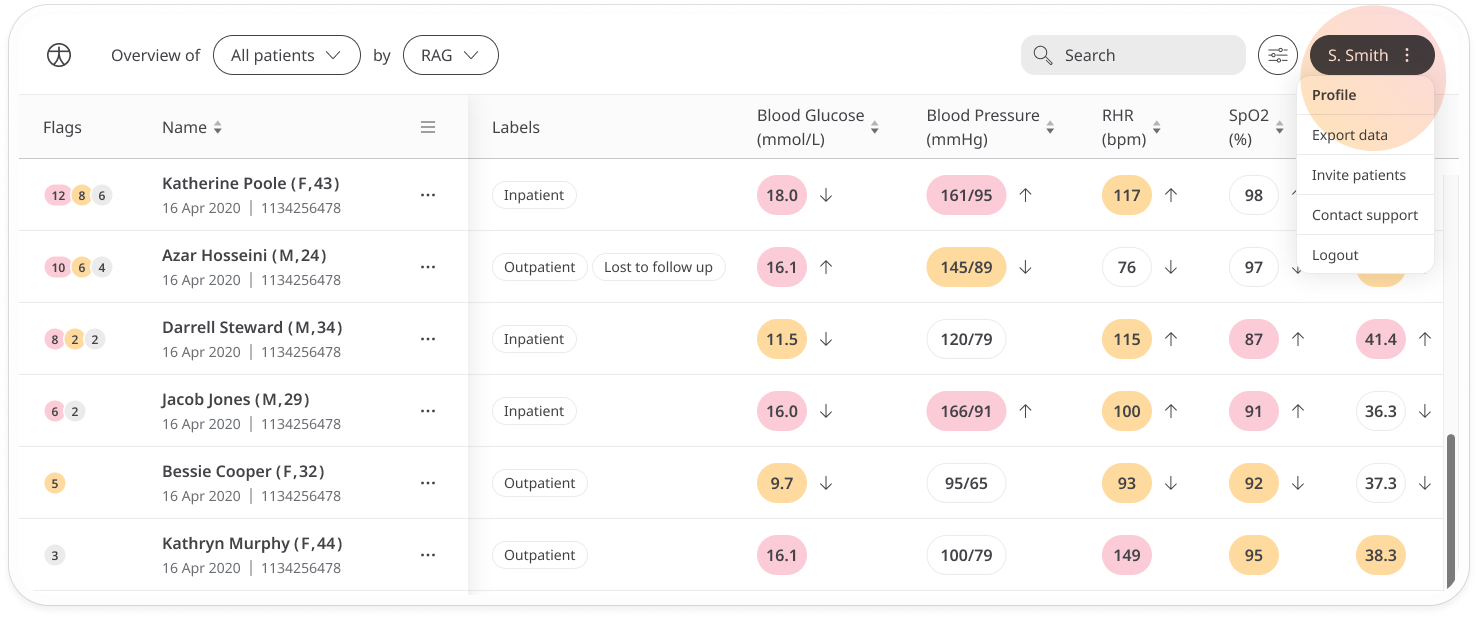 Overview of All patients by RAG Search S. Smith
Profile
Export data
Invite patients
Contact support
Logout
Flags Name Labels Blood Glucose (mmol/L) Blood Pressure (mmHg) RHR (bpm) SpO2 (%)
12 8 6 Katherine Poole (F,43) Inpatient 18.0 161/95 117 98
16 Apr 2020 | 1134256478
10 6 4 Azar Hosseini (M,24) Outpatient Lost to follow up 16.1 145/89 76 97
16 Apr 2020 | 1134256478
8 2 2 Darrell Steward (M,34) Inpatient 11.5 120/79 115 87 41.4
16 Apr 2020 | 1134256478
6 2 Jacob Jones (M,29) Inpatient 16.0 166/91 100 91 36.3
16 Apr 2020 | 1134256478
5 Bessie Cooper (F,32) Outpatient 9.7 95/65 93 92 37.3
16 Apr 2020 | 1134256478
3 Kathryn Murphy (F,44) Outpatient 16.1 100/79 149 95 38.3
16 Apr 2020 | 1134256478